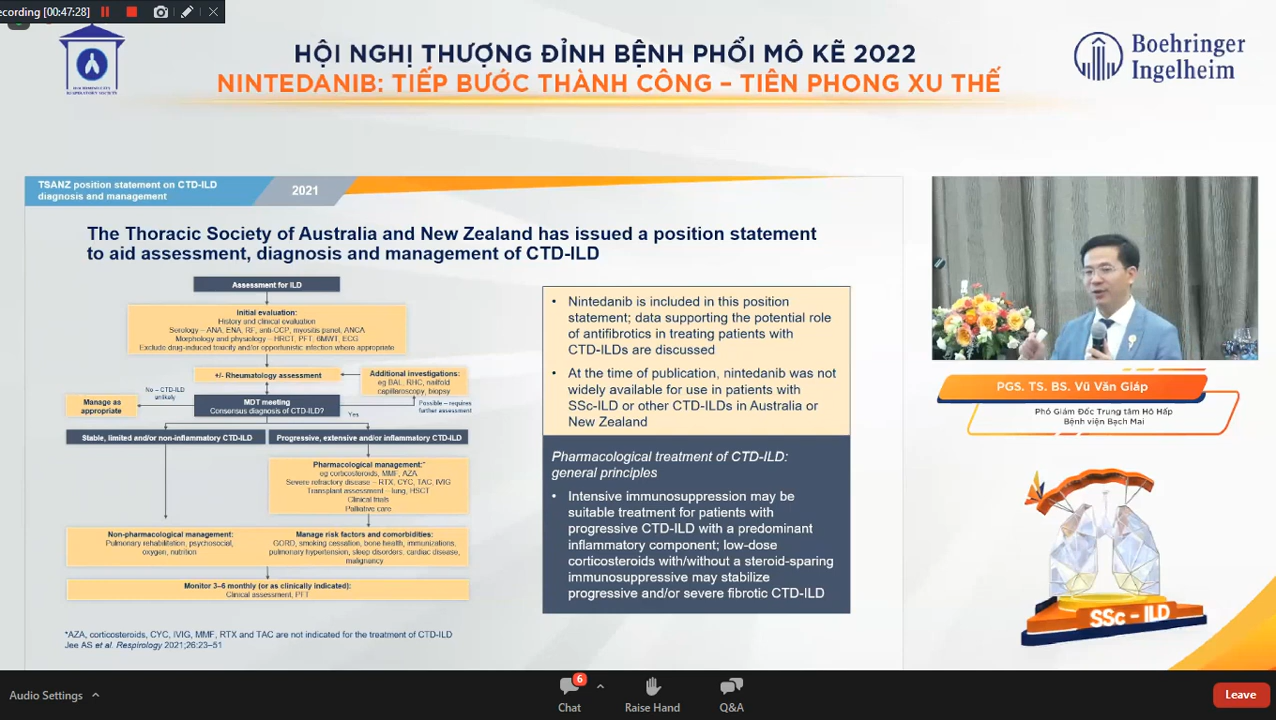 ecording [00:47:28]
HỘI NGHỊ THƯỢNG ĐỈNH BỆNH PHỔI MÔ KẼ 2022
NINTEDANIB: TIẾP BƯỚC THÀNH CÔNG – TIÊN PHONG XU THẾ
Boehringer
Ingelheim
TSANZ position statement on CTD-ILD
diagnosis and management
2021
The Thoracic Society of Australia and New Zealand has issued a position statement
to aid assessment, diagnosis and management of CTD-ILD
Assessment for ILD
Initial evaluation:
History and clinical evaluation
Serology – ANA, ENA, RF, anti-CCP, myositis panel, ANCA
Morphology and physiology – HRCT, PFT, 6MWT, ECG
Exclude drug-induced toxicity and/or opportunistic infection where appropriate
+/- Rheumatology assessment
Additional investigations:
eg BAL, RHC, nailfold
capilleroscopy, biopsy
No – CTD-ILD
unlikely
Manage as
appropriate
MDT meeting
Consensus diagnosis of CTD-ILD?
Possible – requires
further assessment
Yes
Stable, limited and/or non-inflammatory CTD-ILD
Progressive, extensive and/or inflammatory CTD-ILD
Pharmacological management:*
eg corticosteroids, MMF, AZA
Severe refractory disease – RTX, CYC, TAC, IVIG
Transplant assessment – lung, HSCT
Clinical trials
Palliative care
Non-pharmacological management:
Pulmonary rehabilitation, psychosocial,
oxygen, nutrition
Manage risk factors and comorbidities:
GORD, smoking cessation, bone health, immunizations,
pulmonary hypertension, sleep disorders, cardiac disease,
malignancy
Monitor 3–6 monthly (or as clinically indicated):
Clinical assessment, PFT
*AZA, corticosteroids, CYC, IVIG, MMF, RTX and TAC are not indicated for the treatment of CTD-ILD
Jee AS et al. Respirology 2021;26:23–51
• Nintedanib is included in this position
statement; data supporting the potential role
of antifibrotics in treating patients with
CTD-ILDs are discussed
• At the time of publication, nintedanib was not
widely available for use in patients with
SSc-ILD or other CTD-ILDs in Australia or
New Zealand
Pharmacological treatment of CTD-ILD:
general principles
• Intensive immunosuppression may be
suitable treatment for patients with
progressive CTD-ILD with a predominant
inflammatory component; low-dose
corticosteroids with/without a steroid-sparing
immunosuppressive may stabilize
progressive and/or severe fibrotic CTD-ILD
PGS. TS. BS. Vũ Văn Giáp
Phó Giám Đốc Trung tâm Hô Hấp
Bệnh viện Bạch Mai
SSc - ILD
Audio Settings
6
Chat
Raise Hand
Q&A
Leave